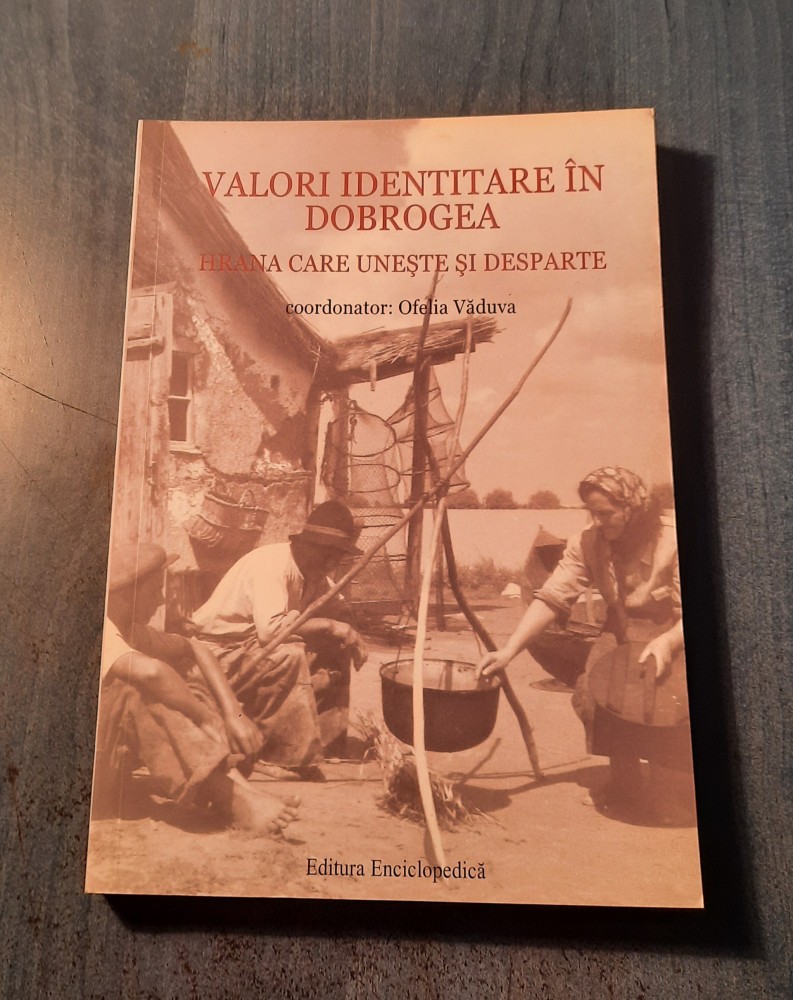 VALORI IDENTITARE ÎN
DOBROGEA
HRANA CARE UNEŞTE ŞI DESPARTE
coordonator: Ofelia Văduva
Editura Enciclopedică